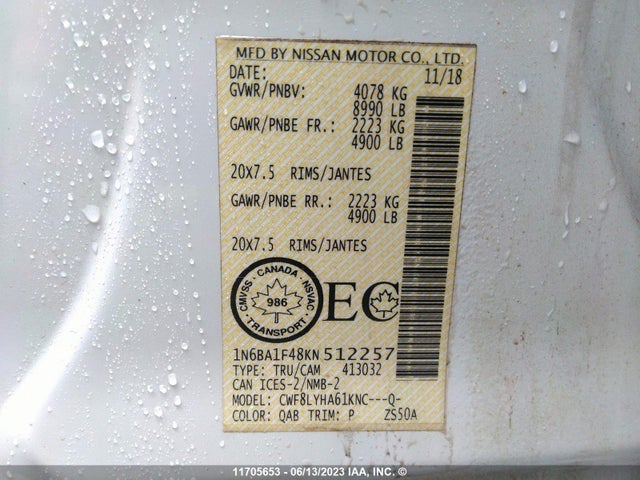 MFD BY NISSAN MOTOR CO., LTD.
DATE: 11/18
GVWR/PNBV: 4078 KG
8990 LB
GAWR/PNBE FR.: 2223 KG
4900 LB
20X7.5 RIMS/JANTES
GAWR/PNBE RR.: 2223 KG
4900 LB
20X7.5 RIMS/JANTES
CMVSS · CANADA · NSVAC
986
TRANSPORT
EC
1N6BA1F48KN512257
TYPE: TRU/CAM 413032
CAN ICES-2/NMB-2
MODEL: CWF8LYHA61KNC---Q-
COLOR: QAB TRIM: P ZS50A
11705653 - 06/13/2023 IAA, INC. ©